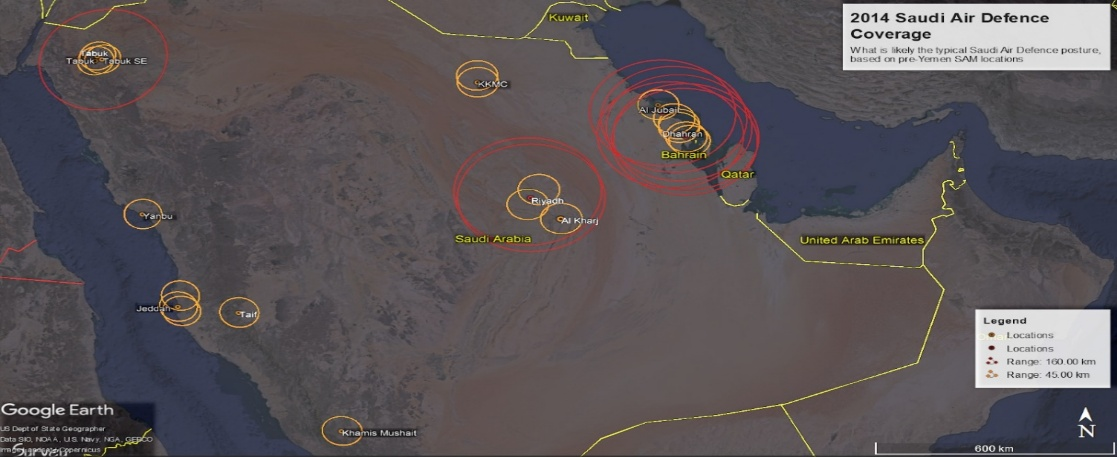 Kuwait
2014 Saudi Air Defence
Coverage
What is likely the typical Saudi Air Defence posture,
based on pre-Yemen SAM locations
Tabuk
Tabuk Tabuk SE
KKMC
Al Jubail
Dhahran
Bahrain
Qatar
Riyadh
Yanbu
Al Kharj
Saudi Arabia
United Arab Emirates
Jeddah
Taif
Legend
Locations
Locations
Range: 160.00 km
Range: 45.00 km
Google Earth
US Dept of State Geographer
Data SIO, NOAA, U.S. Navy, NGA, GEBCO
Image Landsat / Copernicus
Khamis Mushait
N
600 km